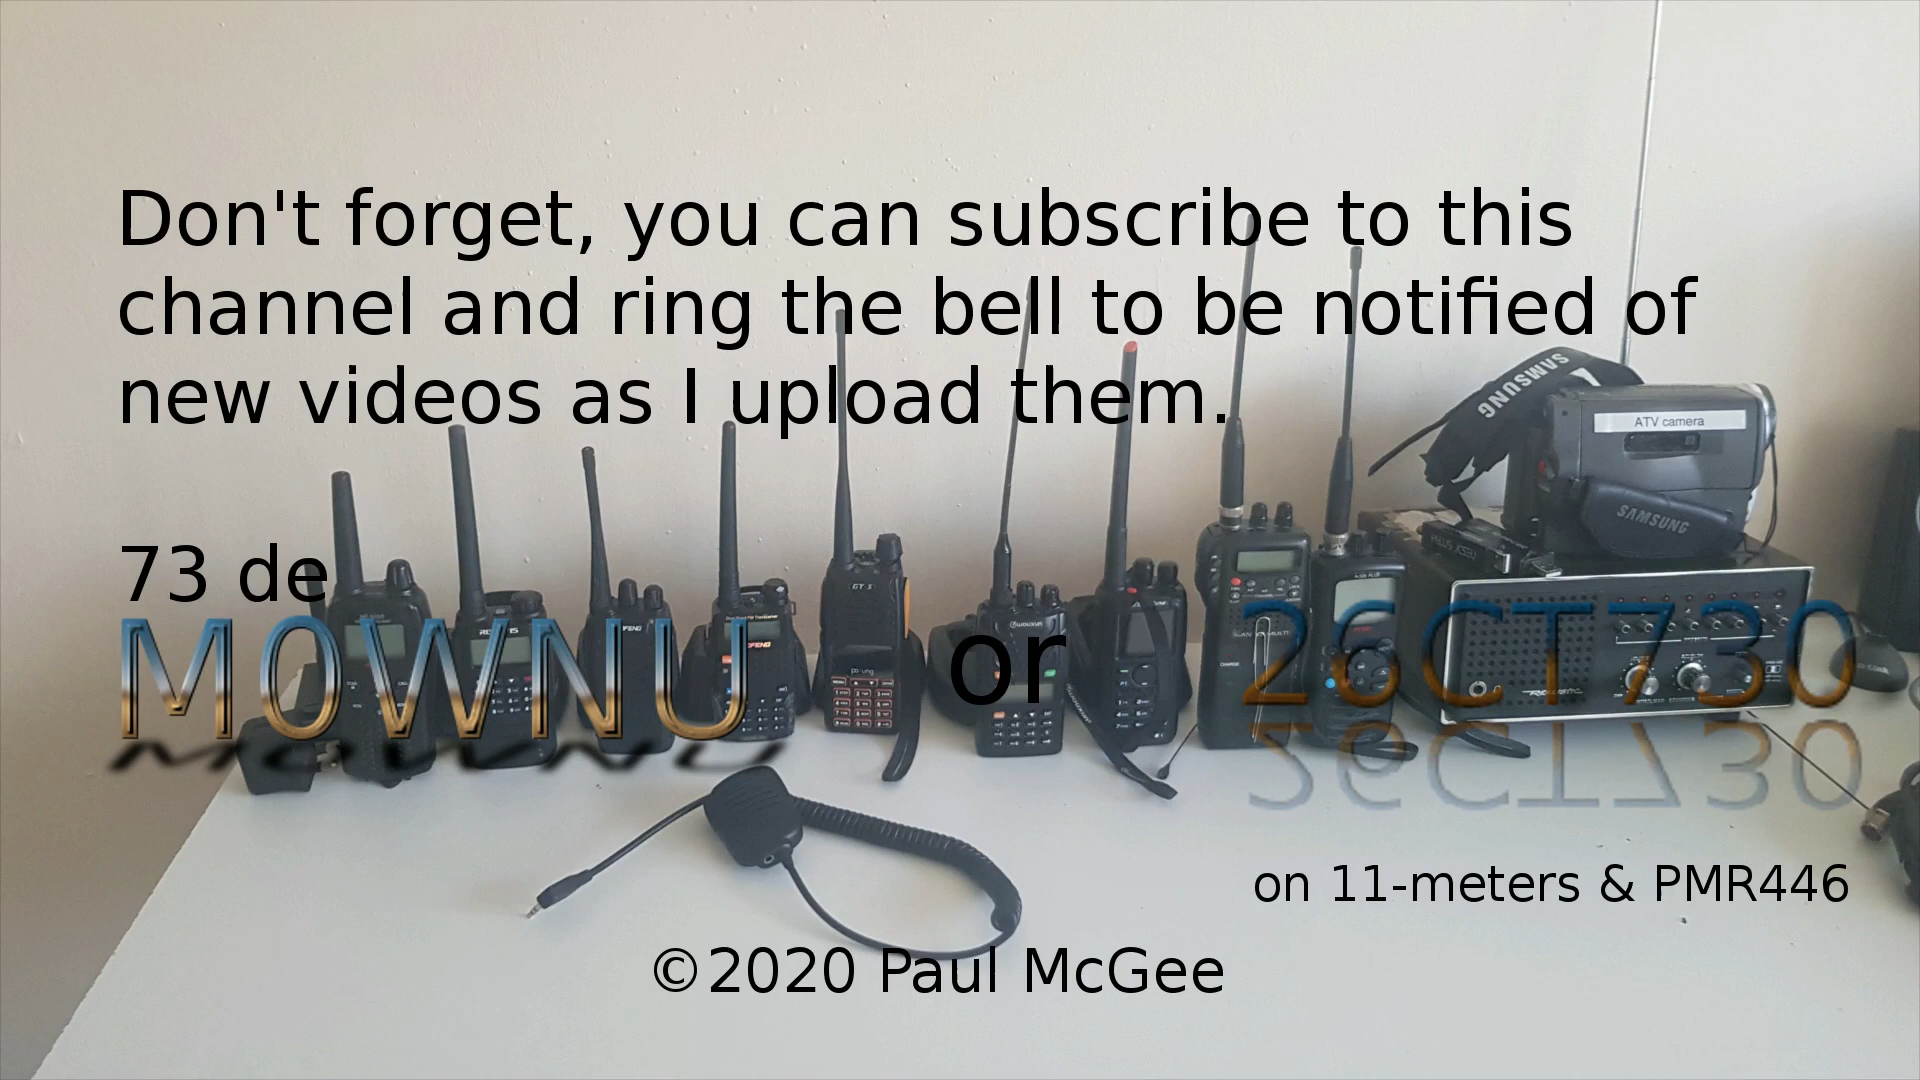 Don't forget, you can subscribe to this
channel and ring the bell to be notified of
new videos as I upload them.
73 de
M0WNU or 26CT730
on 11-meters & PMR446
©2020 Paul McGee
SAMSUNG
ATV camera
SAMSUNG
GT-5
WOUXUN
REALISTIC